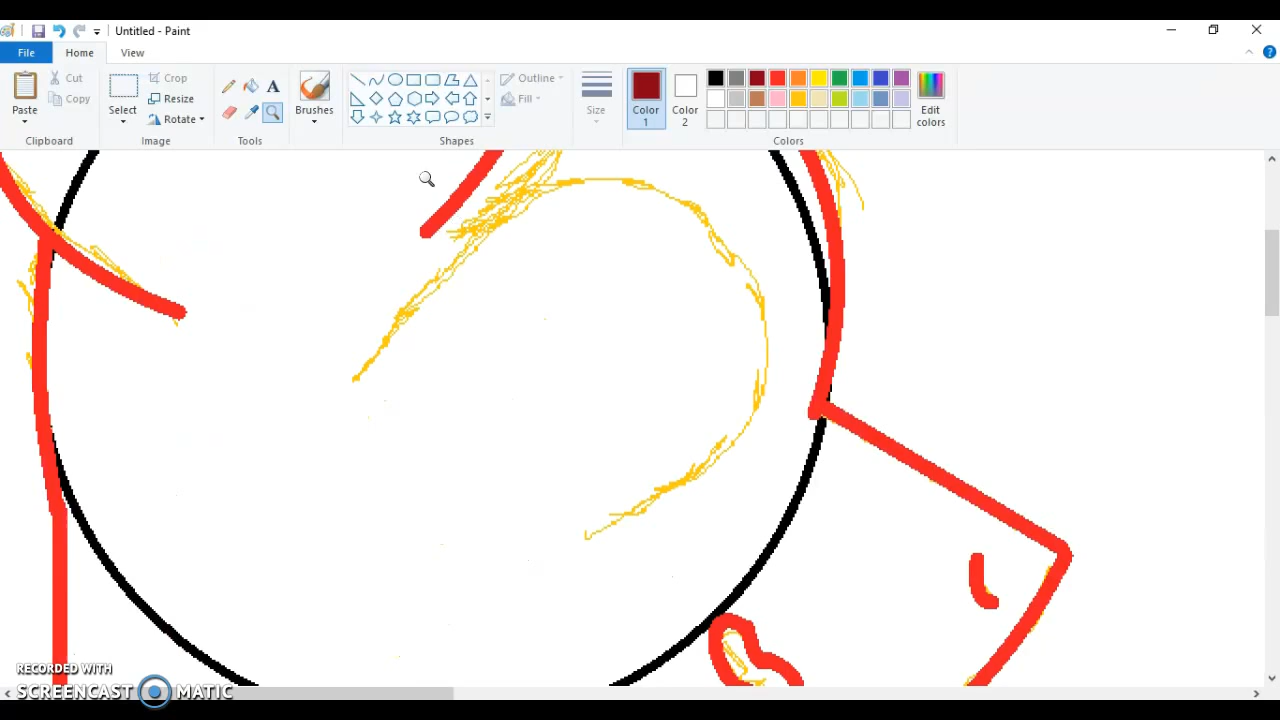 Untitled - Paint
File Home View
Paste Cut Copy Select Crop Resize Rotate Brushes Outline Fill Size Color 1 Color 2 Edit colors
Clipboard Image Tools Shapes Colors
RECORDED WITH
SCREENCAST MATIC